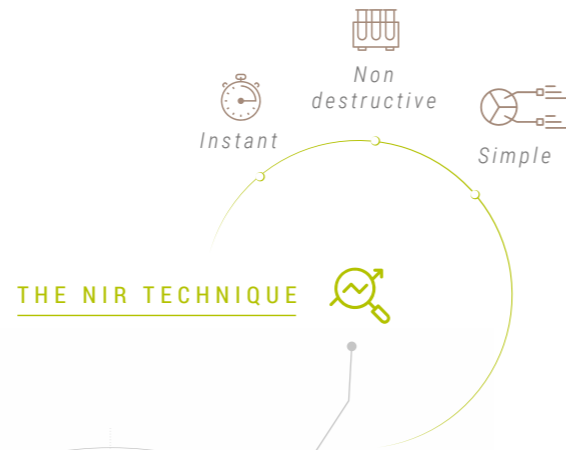 Non
destructive
Instant
Simple
THE NIR TECHNIQUE